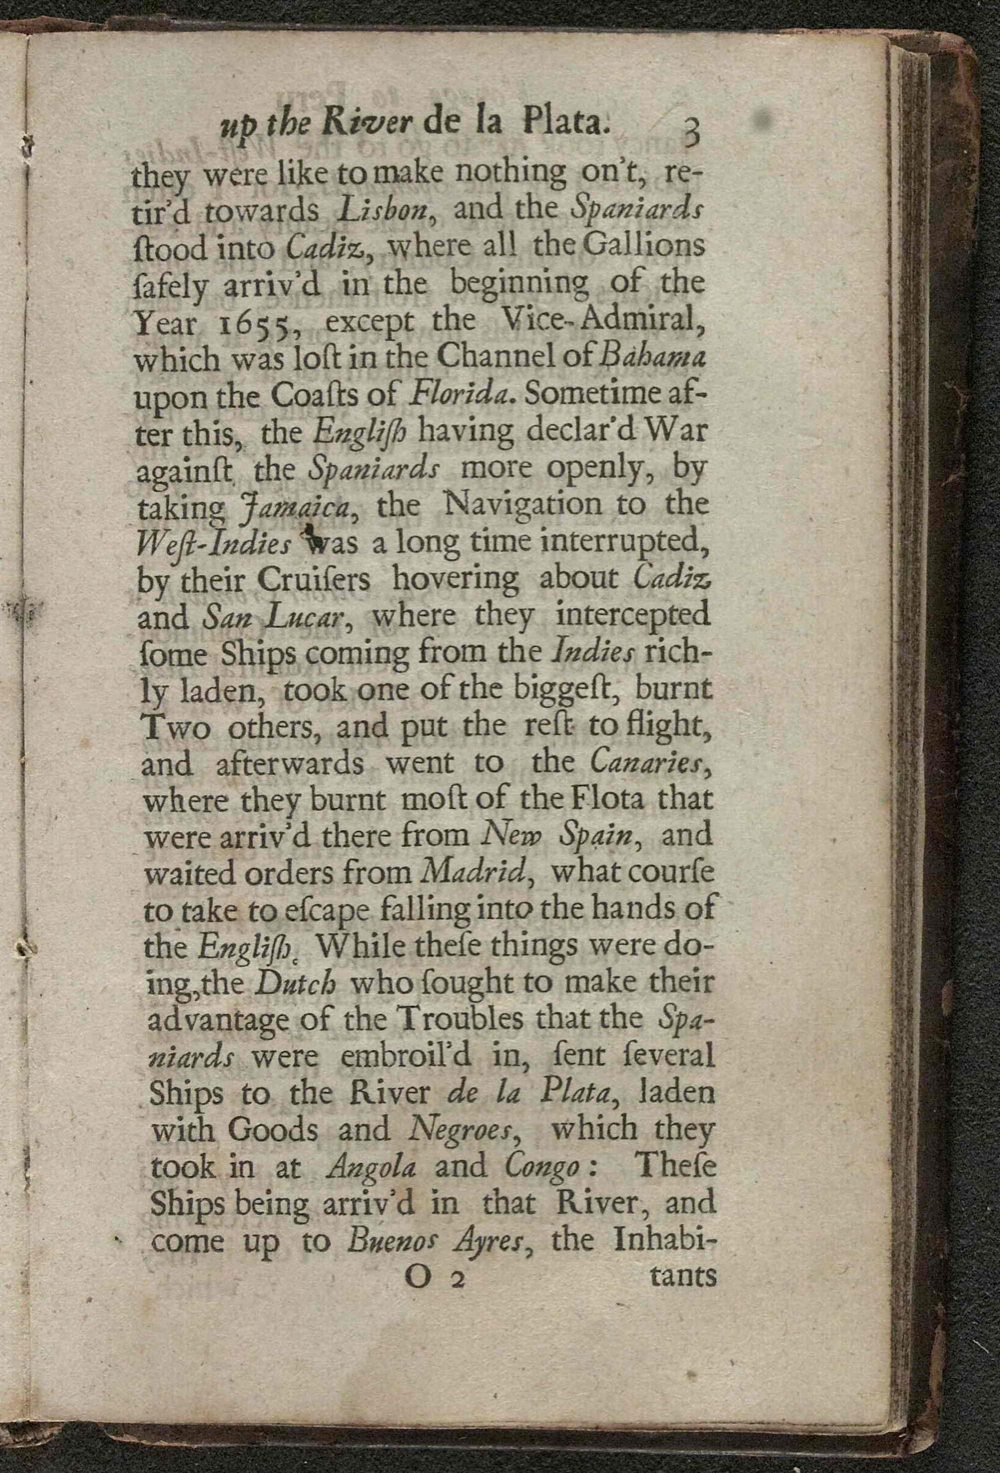 up the River de la Plata. 3
they were like to make nothing on't, re-
tir'd towards Lisbon, and the Spaniards
ſtood into Cadiz, where all the Gallions
ſafely arriv'd in the beginning of the
Year 1655, except the Vice-Admiral,
which was loſt in the Channel of Bahama
upon the Coaſts of Florida. Sometime af-
ter this, the Engliſh having declar'd War
againſt the Spaniards more openly, by
taking Jamaica, the Navigation to the
Weſt-Indies was a long time interrupted,
by their Cruiſers hovering about Cadiz
and San Lucar, where they intercepted
ſome Ships coming from the Indies rich-
ly laden, took one of the biggeſt, burnt
Two others, and put the reſt to flight,
and afterwards went to the Canaries,
where they burnt moſt of the Flota that
were arriv'd there from New Spain, and
waited orders from Madrid, what courſe
to take to eſcape falling into the hands of
the Engliſh. While theſe things were do-
ing, the Dutch who ſought to make their
advantage of the Troubles that the Spa-
niards were embroil'd in, ſent ſeveral
Ships to the River de la Plata, laden
with Goods and Negroes, which they
took in at Angola and Congo: Theſe
Ships being arriv'd in that River, and
come up to Buenos Ayres, the Inhabi-
O 2 tants